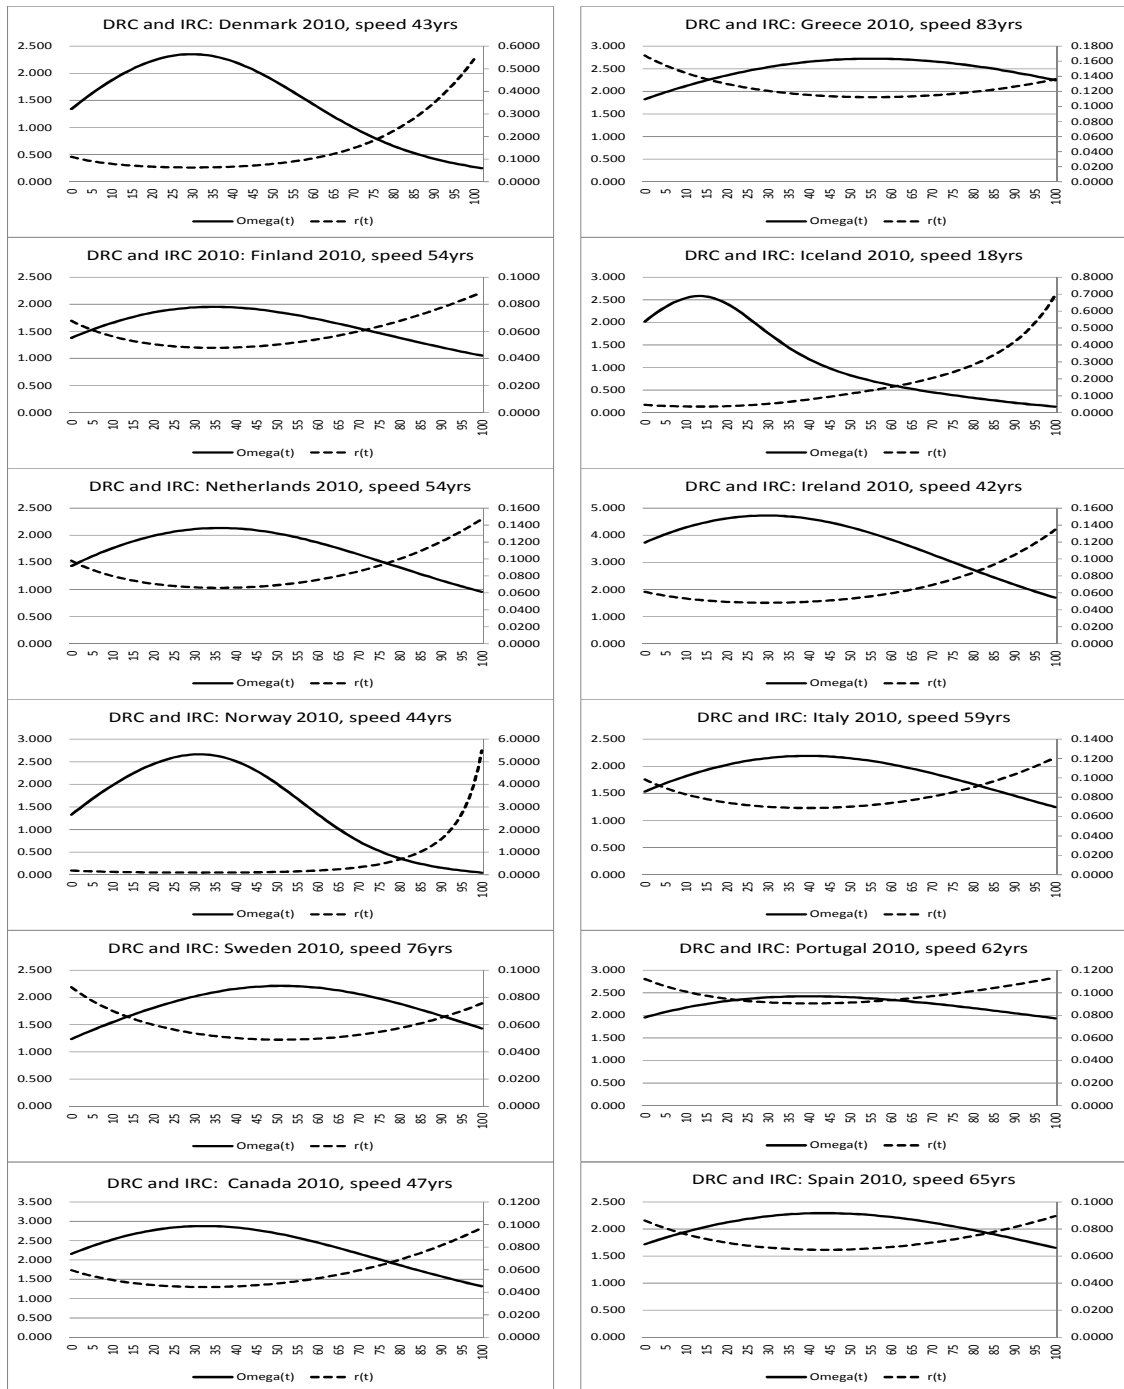 DRC and IRC: Denmark 2010, speed 43yrs
2.500 2.000 1.500 1.000 0.500 0.000
0.6000 0.5000 0.4000 0.3000 0.2000 0.1000 0.0000
0 5 10 15 20 25 30 35 40 45 50 55 60 65 70 75 80 85 90 95 100
Omega(t) r(t)
DRC and IRC: Greece 2010, speed 83yrs
3.000 2.500 2.000 1.500 1.000 0.500 0.000
0.1800 0.1600 0.1400 0.1200 0.1000 0.0800 0.0600 0.0400 0.0200 0.0000
0 5 10 15 20 25 30 35 40 45 50 55 60 65 70 75 80 85 90 95 100
Omega(t) r(t)
DRC and IRC 2010: Finland 2010, speed 54yrs
2.500 2.000 1.500 1.000 0.500 0.000
0.1000 0.0800 0.0600 0.0400 0.0200 0.0000
0 5 10 15 20 25 30 35 40 45 50 55 60 65 70 75 80 85 90 95 100
Omega(t) r(t)
DRC and IRC: Iceland 2010, speed 18yrs
3.000 2.500 2.000 1.500 1.000 0.500 0.000
0.8000 0.7000 0.6000 0.5000 0.4000 0.3000 0.2000 0.1000 0.0000
0 5 10 15 20 25 30 35 40 45 50 55 60 65 70 75 80 85 90 95 100
Omega(t) r(t)
DRC and IRC: Netherlands 2010, speed 54yrs
2.500 2.000 1.500 1.000 0.500 0.000
0.1600 0.1400 0.1200 0.1000 0.0800 0.0600 0.0400 0.0200 0.0000
0 5 10 15 20 25 30 35 40 45 50 55 60 65 70 75 80 85 90 95 100
Omega(t) r(t)
DRC and IRC: Ireland 2010, speed 42yrs
5.000 4.000 3.000 2.000 1.000 0.000
0.1600 0.1400 0.1200 0.1000 0.0800 0.0600 0.0400 0.0200 0.0000
0 5 10 15 20 25 30 35 40 45 50 55 60 65 70 75 80 85 90 95 100
Omega(t) r(t)
DRC and IRC: Norway 2010, speed 44yrs
3.000 2.500 2.000 1.500 1.000 0.500 0.000
6.0000 5.0000 4.0000 3.0000 2.0000 1.0000 0.0000
0 5 10 15 20 25 30 35 40 45 50 55 60 65 70 75 80 85 90 95 100
Omega(t) r(t)
DRC and IRC: Italy 2010, speed 59yrs
2.500 2.000 1.500 1.000 0.500 0.000
0.1400 0.1200 0.1000 0.0800 0.0600 0.0400 0.0200 0.0000
0 5 10 15 20 25 30 35 40 45 50 55 60 65 70 75 80 85 90 95 100
Omega(t) r(t)
DRC and IRC: Sweden 2010, speed 76yrs
2.500 2.000 1.500 1.000 0.500 0.000
0.1000 0.0800 0.0600 0.0400 0.0200 0.0000
0 5 10 15 20 25 30 35 40 45 50 55 60 65 70 75 80 85 90 95 100
Omega(t) r(t)
DRC and IRC: Portugal 2010, speed 62yrs
3.000 2.500 2.000 1.500 1.000 0.500 0.000
0.1200 0.1000 0.0800 0.0600 0.0400 0.0200 0.0000
0 5 10 15 20 25 30 35 40 45 50 55 60 65 70 75 80 85 90 95 100
Omega(t) r(t)
DRC and IRC: Canada 2010, speed 47yrs
3.500 3.000 2.500 2.000 1.500 1.000 0.500 0.000
0.1200 0.1000 0.0800 0.0600 0.0400 0.0200 0.0000
0 5 10 15 20 25 30 35 40 45 50 55 60 65 70 75 80 85 90 95 100
Omega(t) r(t)
DRC and IRC: Spain 2010, speed 65yrs
2.500 2.000 1.500 1.000 0.500 0.000
0.1000 0.0800 0.0600 0.0400 0.0200 0.0000
0 5 10 15 20 25 30 35 40 45 50 55 60 65 70 75 80 85 90 95 100
Omega(t) r(t)